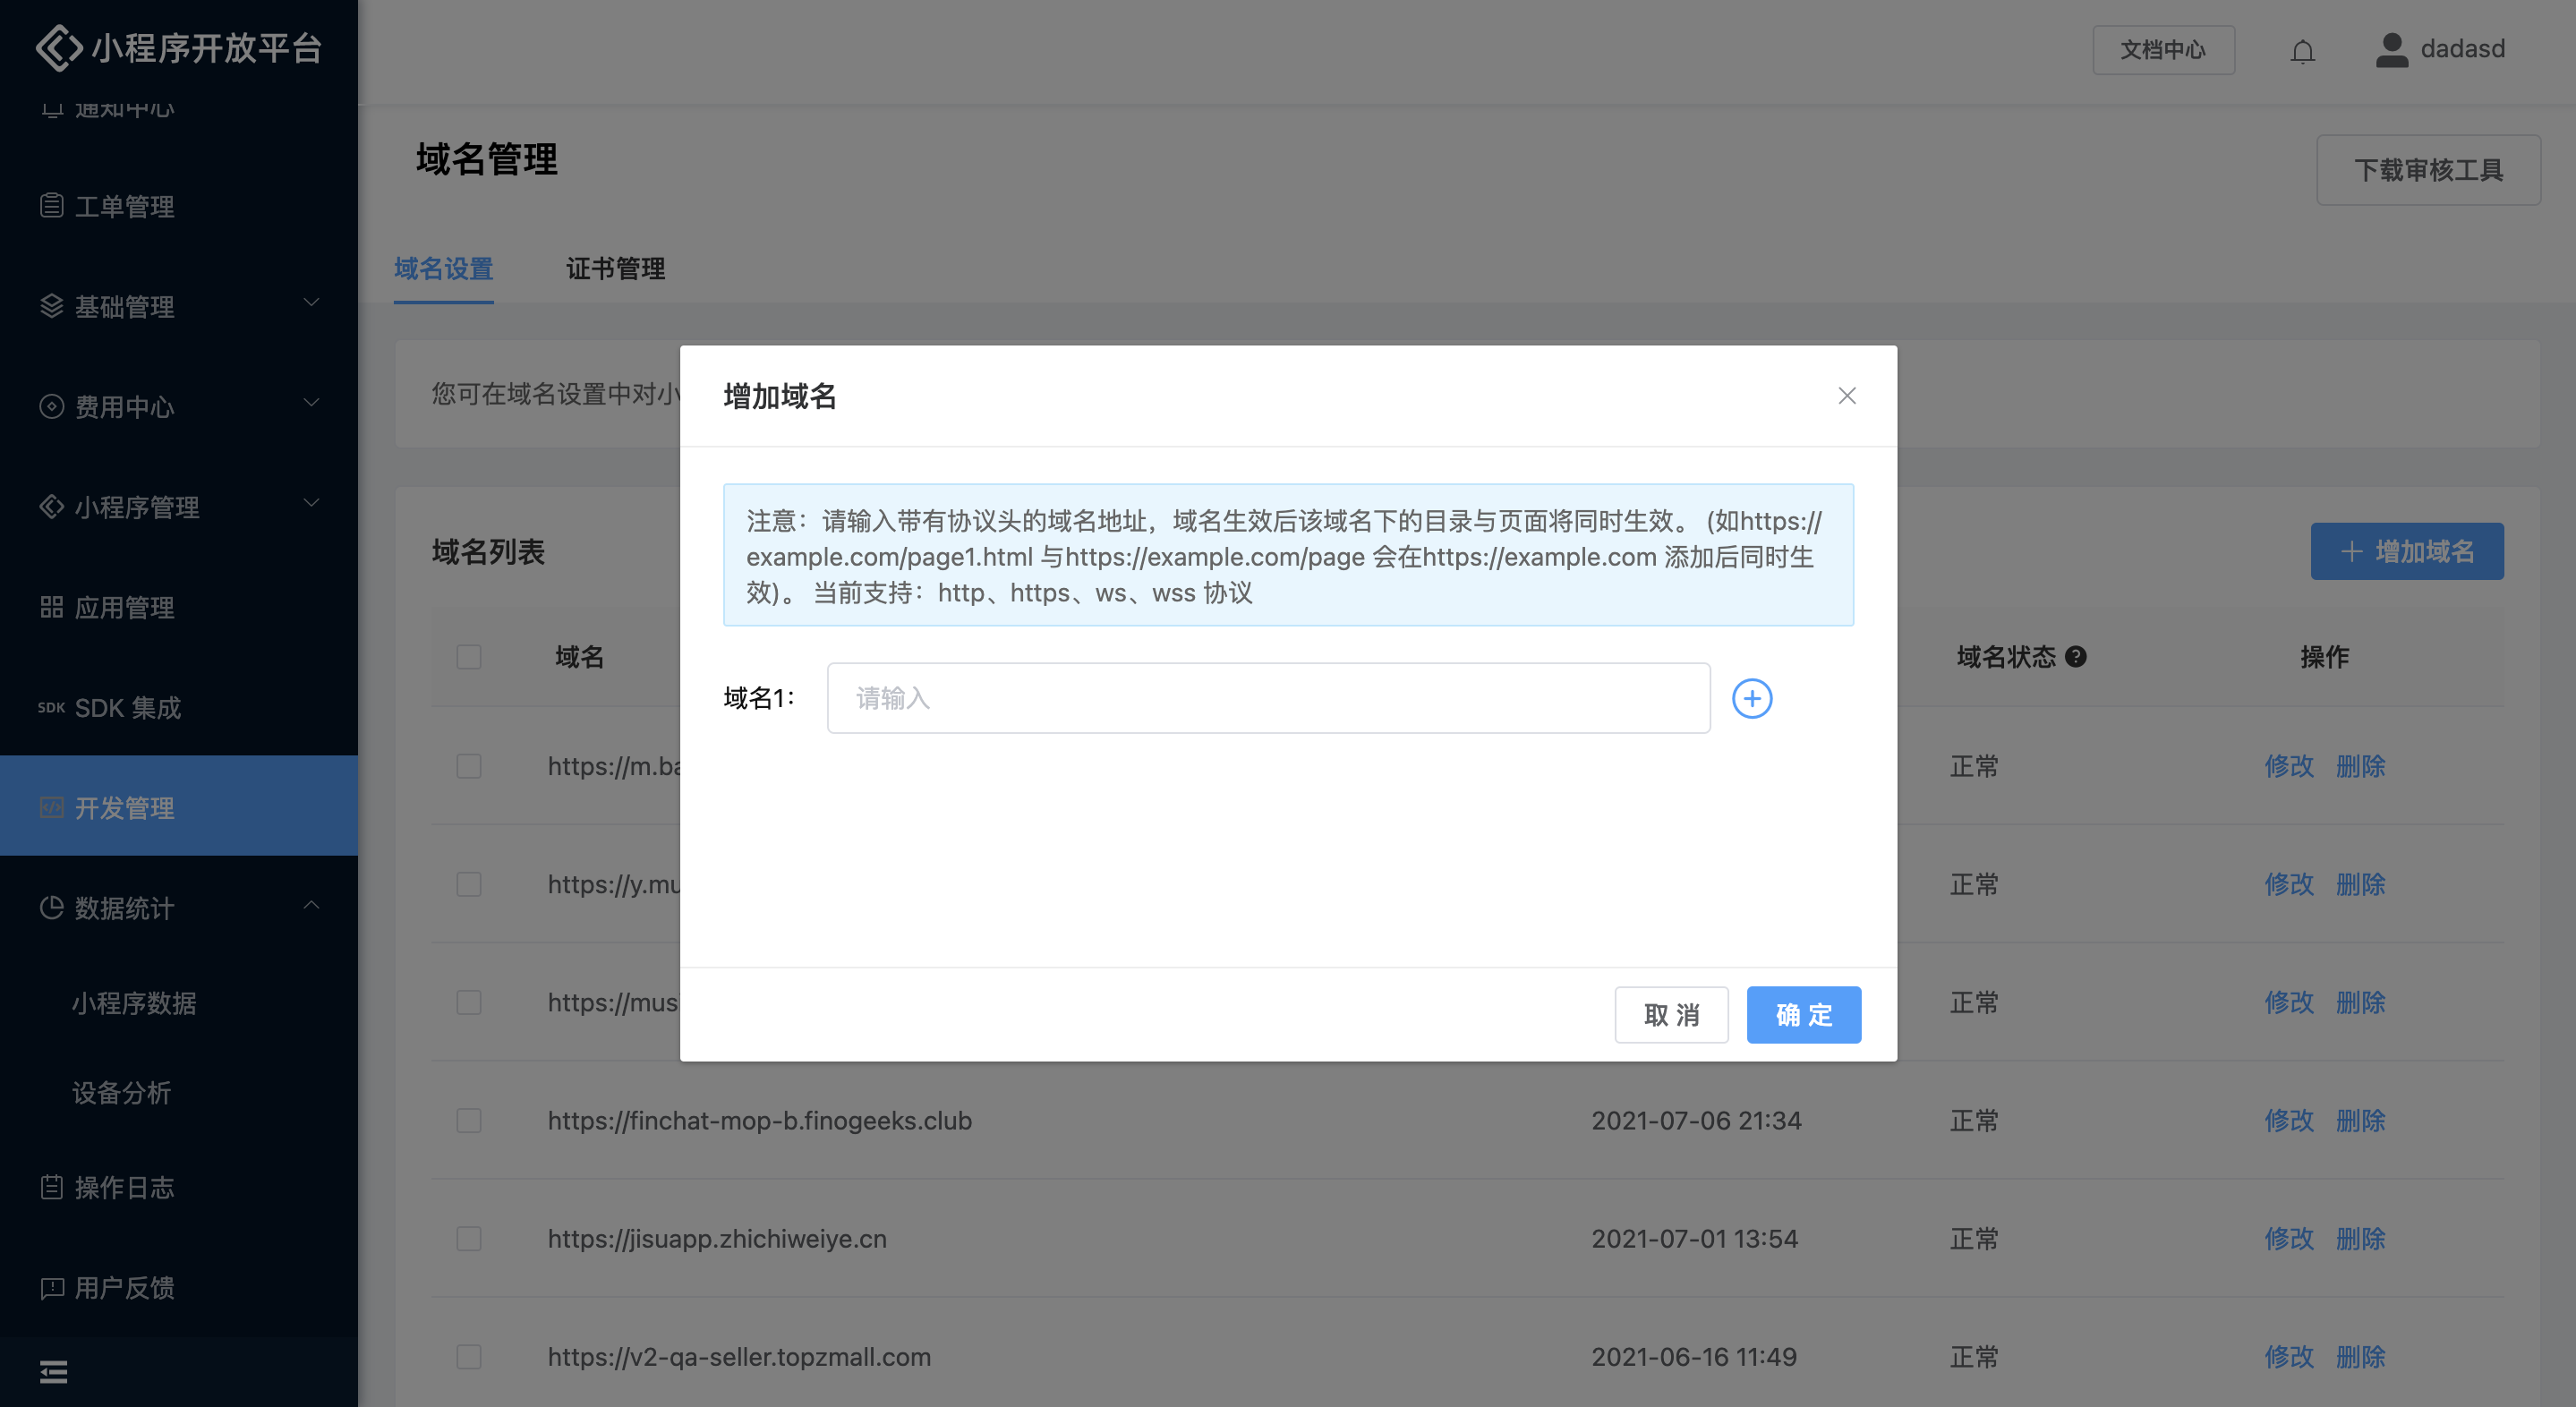 小程序开放平台
文档中心
dadasd
通知中心
工单管理
基础管理
费用中心
小程序管理
应用管理
SDK SDK 集成
开发管理
数据统计
小程序数据
设备分析
操作日志
用户反馈
域名管理
下载审核工具
域名设置 证书管理
您可在域名设置中对小
域名列表
增加域名
域名 域名状态 操作
https://m.ba 正常 修改 删除
https://y.mu 正常 修改 删除
https://mus 正常 修改 删除
https://finchat-mop-b.finogeeks.club 2021-07-06 21:34 正常 修改 删除
https://jisuapp.zhichiweiye.cn 2021-07-01 13:54 正常 修改 删除
https://v2-qa-seller.topzmall.com 2021-06-16 11:49 正常 修改 删除
增加域名
注意：请输入带有协议头的域名地址，域名生效后该域名下的目录与页面将同时生效。 (如https://
example.com/page1.html 与https://example.com/page 会在https://example.com 添加后同时生
效)。 当前支持：http、https、ws、wss 协议
域名1: 请输入
取 消 确 定